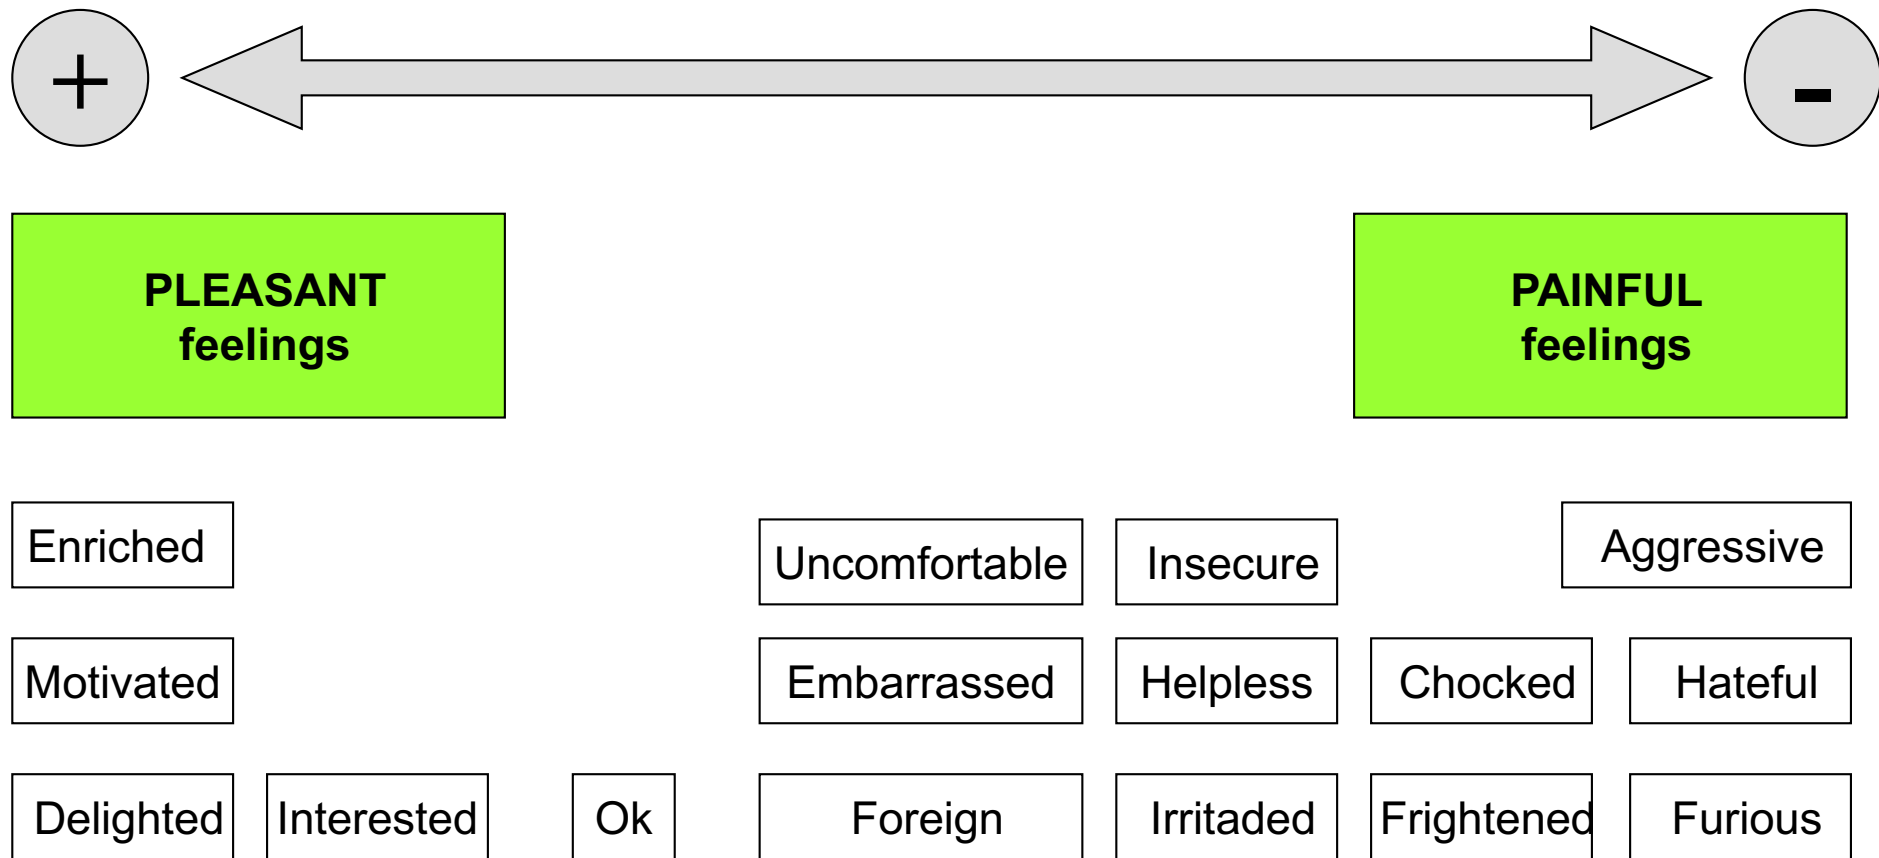 + -
PLEASANT
feelings
PAINFUL
feelings
Enriched
Uncomfortable Insecure Aggressive
Motivated Embarrassed Helpless Chocked Hateful
Delighted Interested Ok Foreign Irritaded Frightened Furious